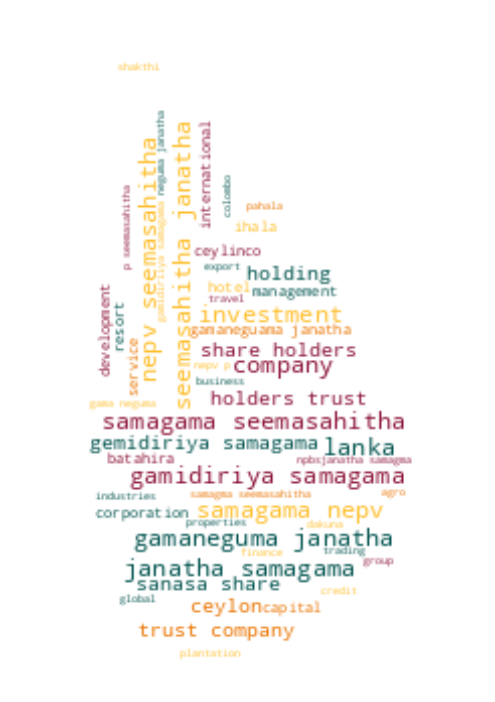 shakthi
neguma janatha
nepv seemasahitha
gamidiriya samagama
seemasahitha janatha
international
p seemasahitha
colombo
pahala
ihala
ceylinco
export
holding
hotel
management
travel
development
resort
service
investment
gamaneguama janatha
share holders
nepv p
company
business
gama neguma
holders trust
samagama seemasahitha
gemidiriya samagama
lanka
batahira
npbsjanatha samagma
gamidiriya samagama
industries
samagma seemasahitha
agro
corporation
samagama nepv
properties
dakuna
gamaneguma janatha
finance
trading
group
janatha samagama
sanasa share
credit
global
ceylon
capital
trust company
plantation